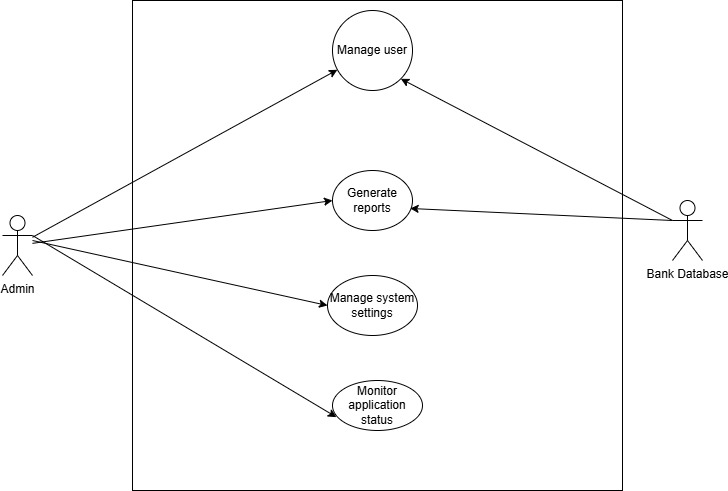 Manage user
Generate
reports
Admin
Bank Database
Manage system
settings
Monitor
application
status